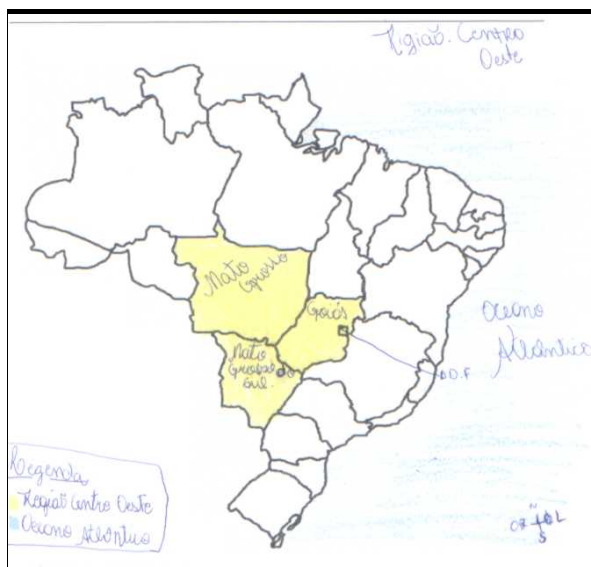 Região: Centro
Oeste
Mato
Grosso
Goiás
Oceano
Atlântico
Mato
Grosso do
Sul.
D.F
Legenda
Região Centro Oeste
Oceano Atlântico
N
L
S